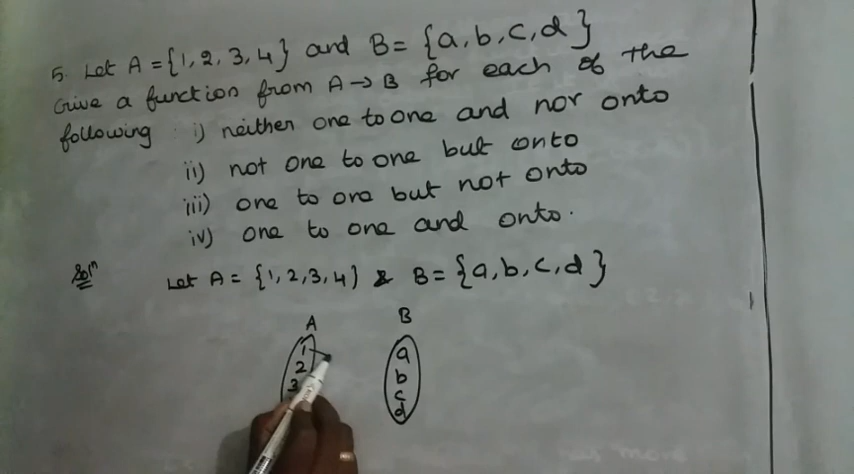 5. Let A = {1, 2, 3, 4} and B = {a, b, c, d}
Give a function from A → B for each of the
following : i) neither one to one and nor onto
ii) not one to one but onto
iii) one to one but not onto
iv) one to one and onto.
Soln
Let A = {1, 2, 3, 4} & B = {a, b, c, d}
A B
1 a
2 b
3 c
d